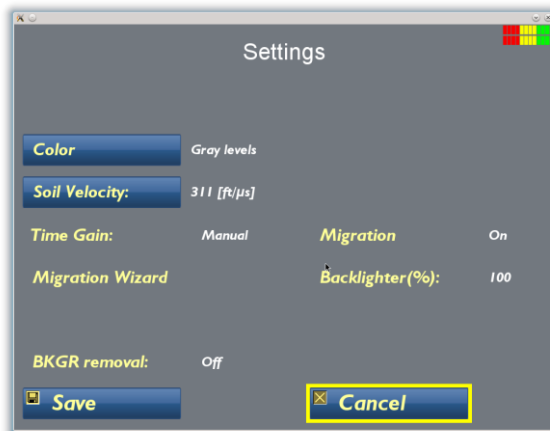 Settings
Color Gray levels
Soil Velocity: 311 [ft/µs]
Time Gain: Manual Migration On
Migration Wizard Backlighter(%): 100
BKGR removal: Off
Save Cancel